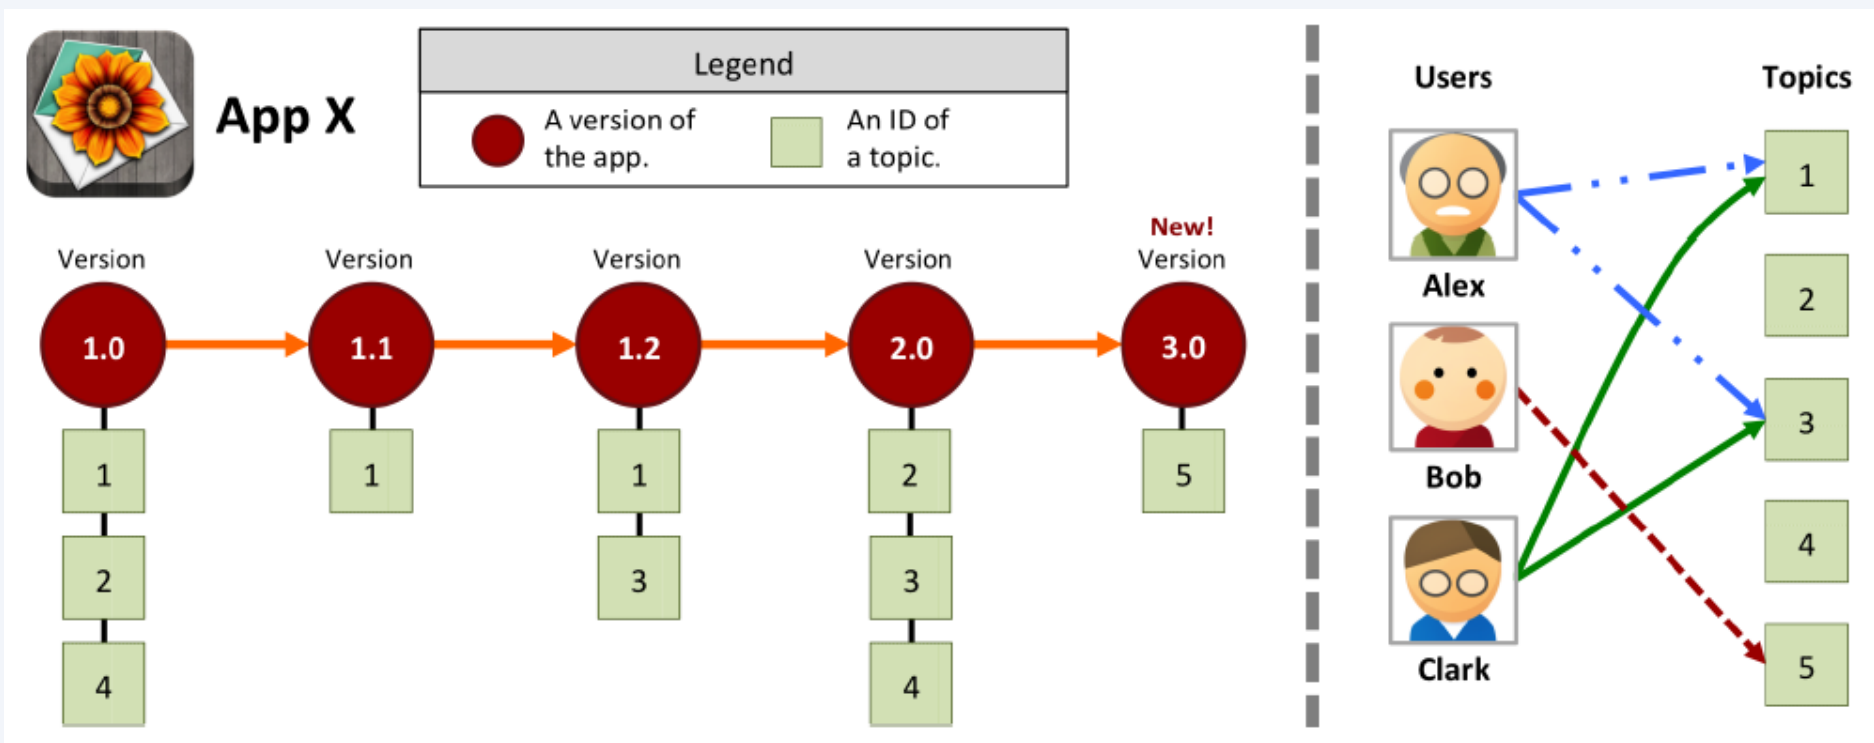 App X
Legend
A version of
the app.
An ID of
a topic.
New!
Version
Version
Version
Version
Version
1.0
1.1
1.2
2.0
3.0
1
1
1
2
5
2
3
3
4
4
Users
Topics
Alex
Bob
Clark
1
2
3
4
5